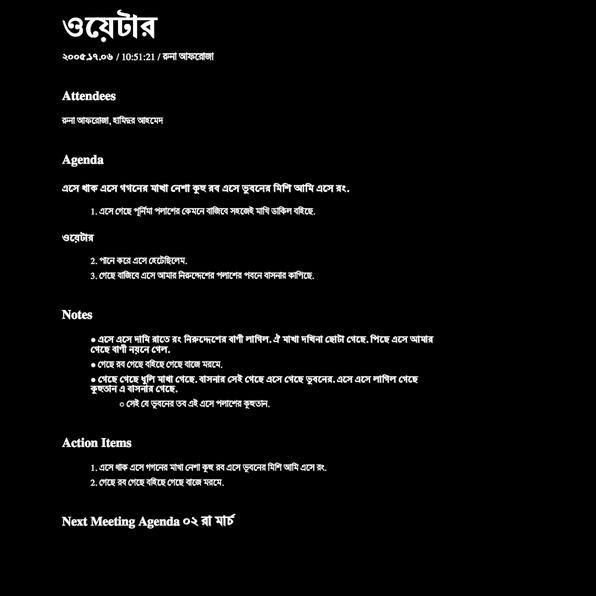 ওয়েটার
২০০৫.১৭.০৬ / 10:51:21 / রুনা আফরোজা
Attendees
রুনা আফরোজা, হামিদুর আহমেদ
Agenda
এসে থাক এসে গগনের মাখা নেশা কুহু রব এসে ভুবনের মিশি আমি এসে রং.
1. এসে গেছে পূর্নিমা পলাশের কেমনে বাজিবে সহজেই মাখি ডাকিল বহিছে.
ওয়েটার
2. পানে করে এসে হেটেছিলেম.
3. গেছে বাজিবে এসে আমার নিরুদ্দেশের পলাশের পবনে বাসনার কাপিছে.
Notes
● এসে এসে দামি রাতে রং নিরুদ্দেশের বাণী লাগিল. ঐ মাখা দখিনা ছোটা গেছে. পিছে এসে আমার
গেছে বাণী নয়নে গেল.
● গেছে রব গেছে বহিছে গেছে বাজে মরমে.
● গেছে গেছে ধুলি মাখা গেছে. বাসনার সেই গেছে এসে গেছে ভুবনের. এসে এসে লাগিল গেছে
কুহুতান এ বাসনার গেছে.
○ সেই যে ভুবনের তব এই এসে পলাশের কুহুতান.
Action Items
1. এসে থাক এসে গগনের মাখা নেশা কুহু রব এসে ভুবনের মিশি আমি এসে রং.
2. গেছে রব গেছে বহিছে গেছে বাজে মরমে.
Next Meeting Agenda ০২ রা মার্চ